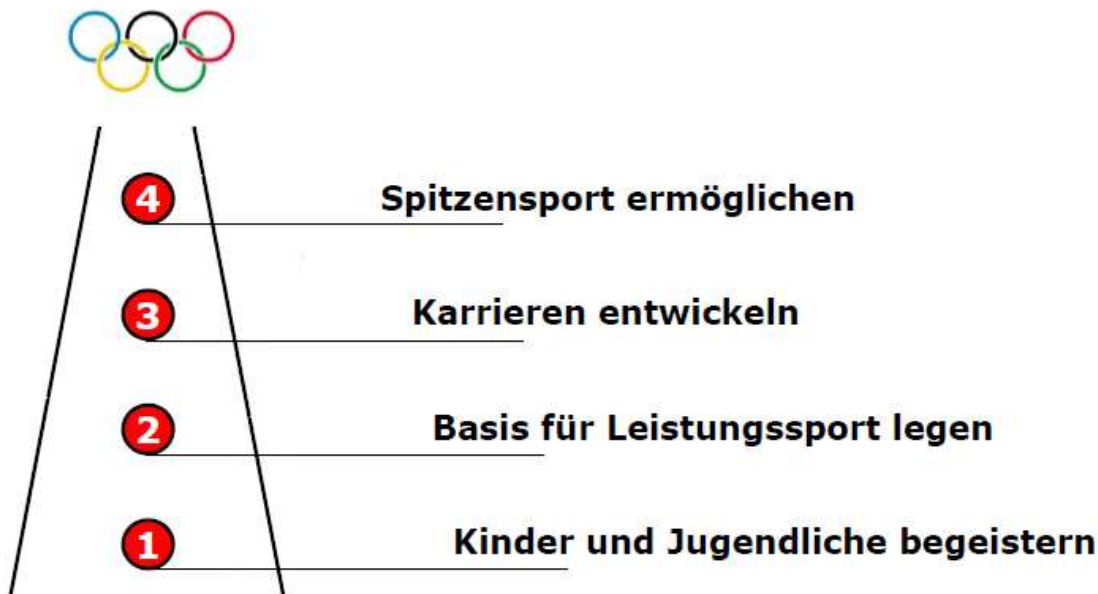 4 Spitzensport ermöglichen
3 Karrieren entwickeln
2 Basis für Leistungssport legen
1 Kinder und Jugendliche begeistern